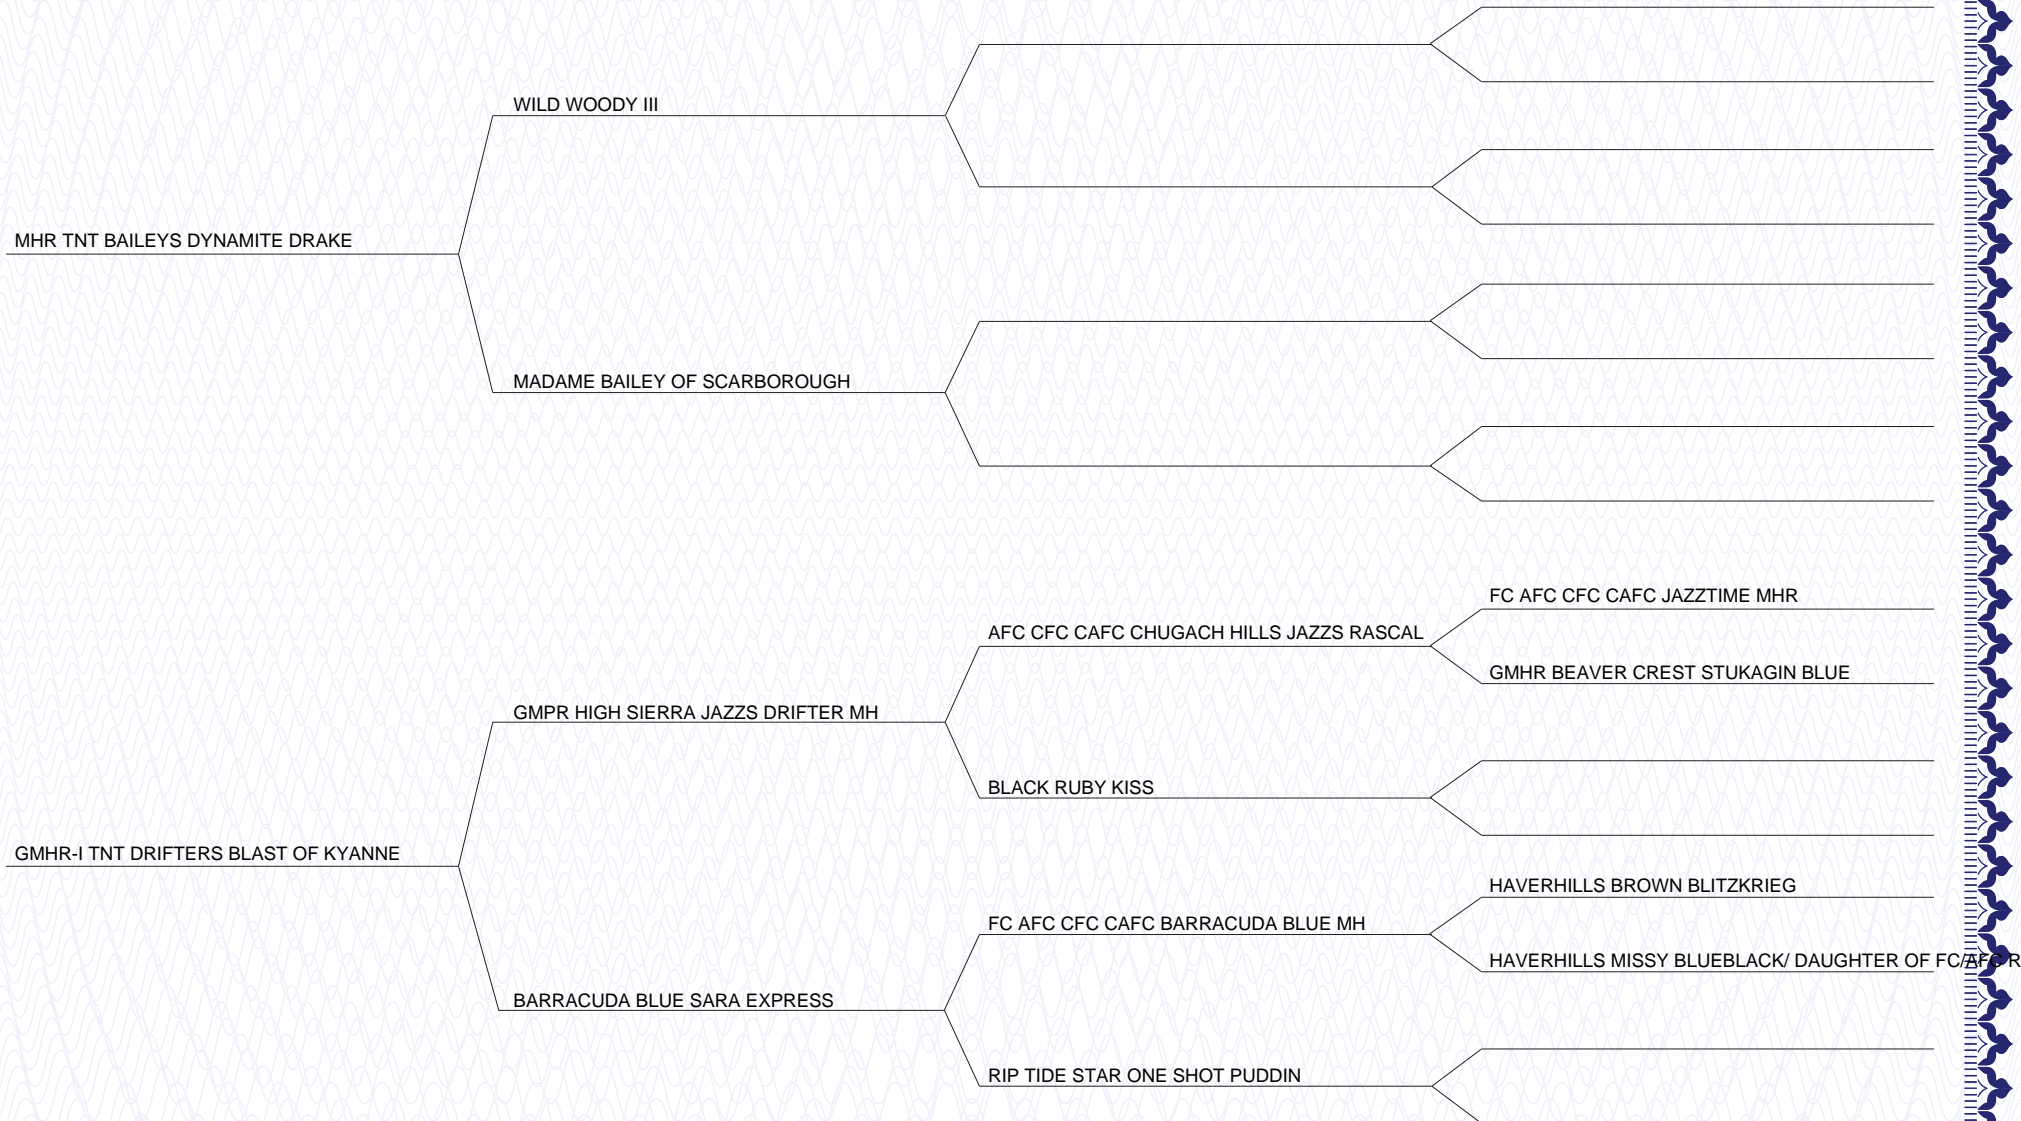 WILD WOODY III
MHR TNT BAILEYS DYNAMITE DRAKE
MADAME BAILEY OF SCARBOROUGH
FC AFC CFC CAFC JAZZTIME MHR
AFC CFC CAFC CHUGACH HILLS JAZZS RASCAL
GMHR BEAVER CREST STUKAGIN BLUE
GMPR HIGH SIERRA JAZZS DRIFTER MH
BLACK RUBY KISS
GMHR-I TNT DRIFTERS BLAST OF KYANNE
HAVERHILLS BROWN BLITZKRIEG
FC AFC CFC CAFC BARRACUDA BLUE MH
HAVERHILLS MISSY BLUEBLACK/ DAUGHTER OF FC/AFC R
BARRACUDA BLUE SARA EXPRESS
RIP TIDE STAR ONE SHOT PUDDIN